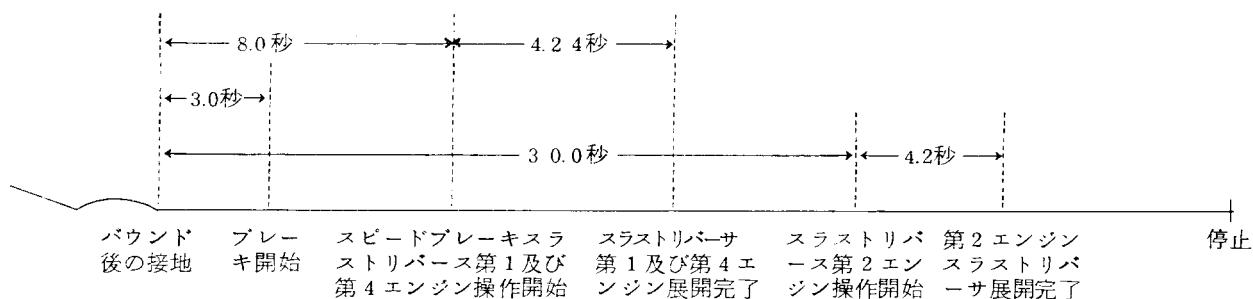 8.0秒
4.24秒
3.0秒
30.0秒
4.2秒
バウンド
後の接地
ブレー
キ開始
スピードブレーキスラ
ストリバース第1及び
第4エンジン操作開始
スラストリバーサ
第1及び第4エ
ンジン展開完了
スラストリバ
ース第2エン
ジン操作開始
第2エンジン
スラストリバ
ーサ展開完了
停止